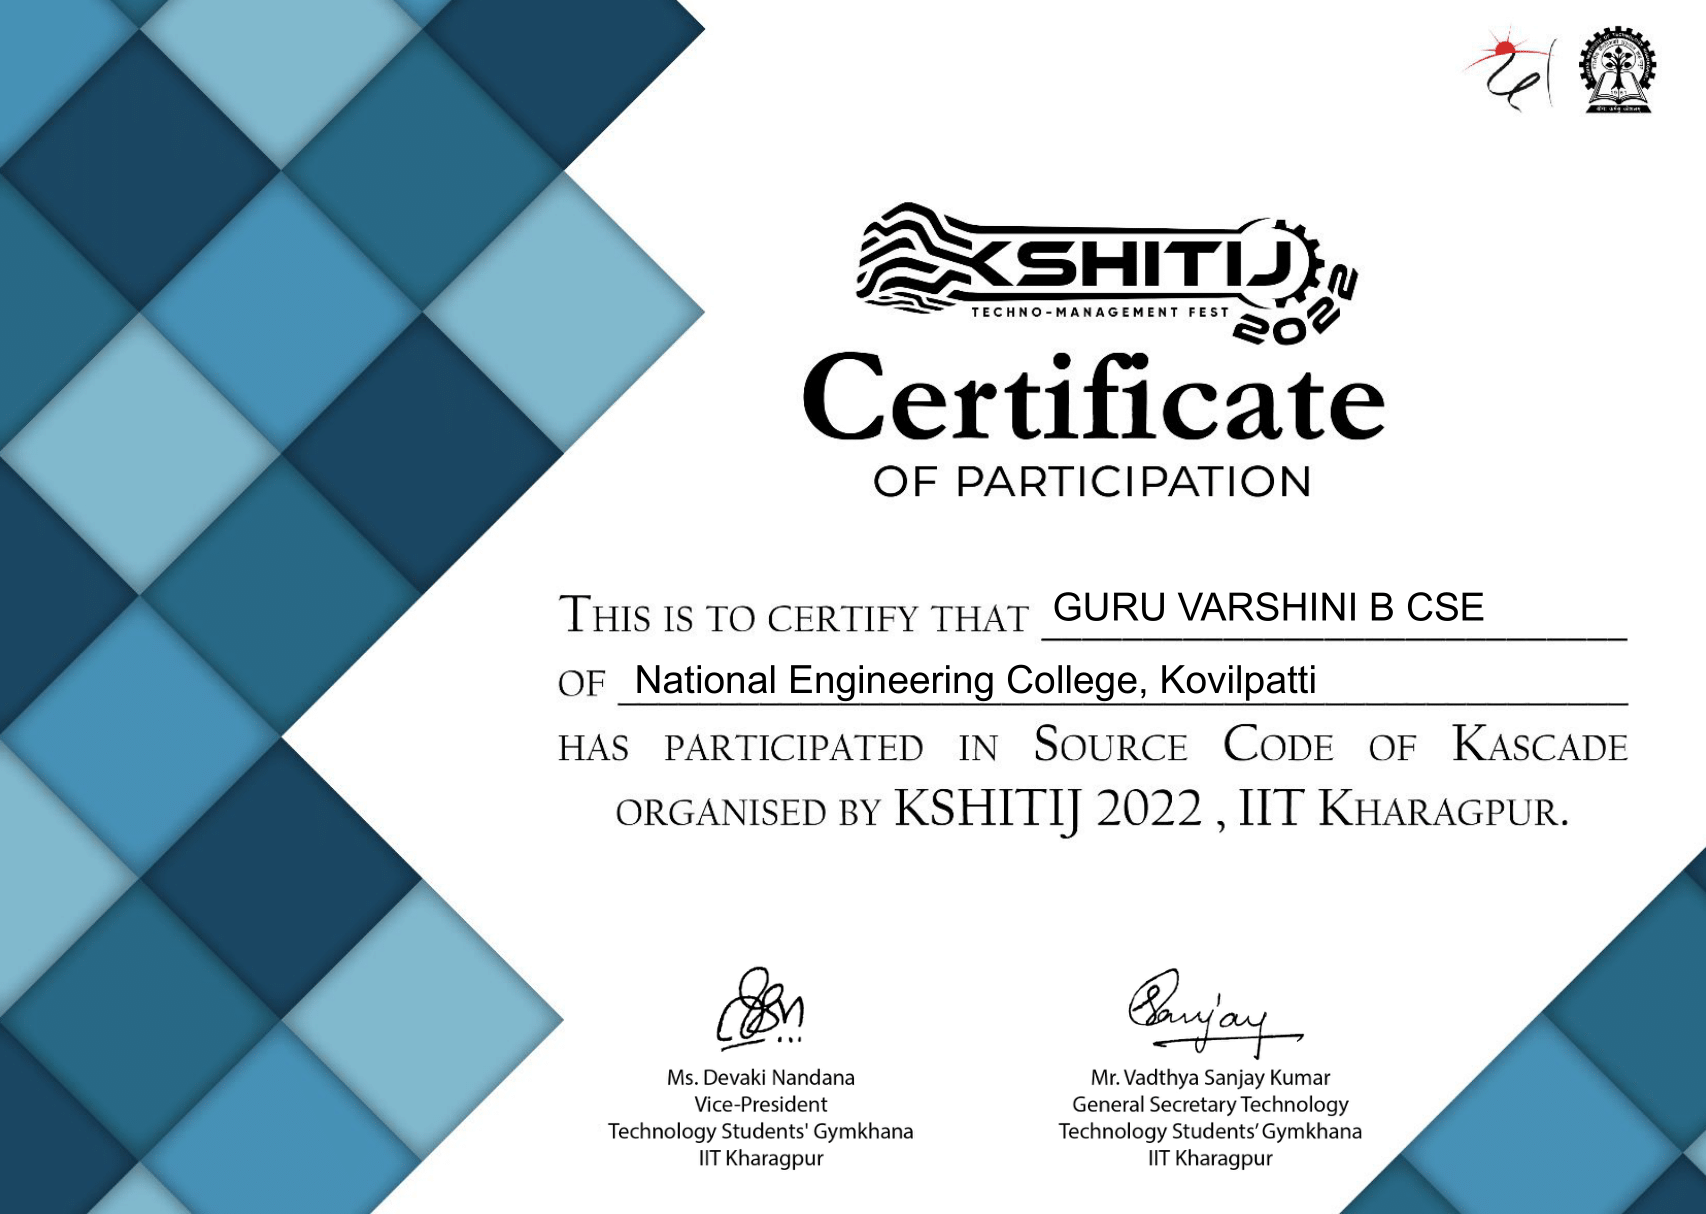 KSHITIJ
TECHNO-MANAGEMENT FEST
2022
Certificate
OF PARTICIPATION
THIS IS TO CERTIFY THAT GURU VARSHINI B CSE
OF National Engineering College, Kovilpatti
HAS PARTICIPATED IN SOURCE CODE OF KASCADE
ORGANISED BY KSHITIJ 2022 , IIT KHARAGPUR.
Sanjay
Ms. Devaki Nandana
Vice-President
Technology Students' Gymkhana
IIT Kharagpur
Mr. Vadthya Sanjay Kumar
General Secretary Technology
Technology Students’ Gymkhana
IIT Kharagpur